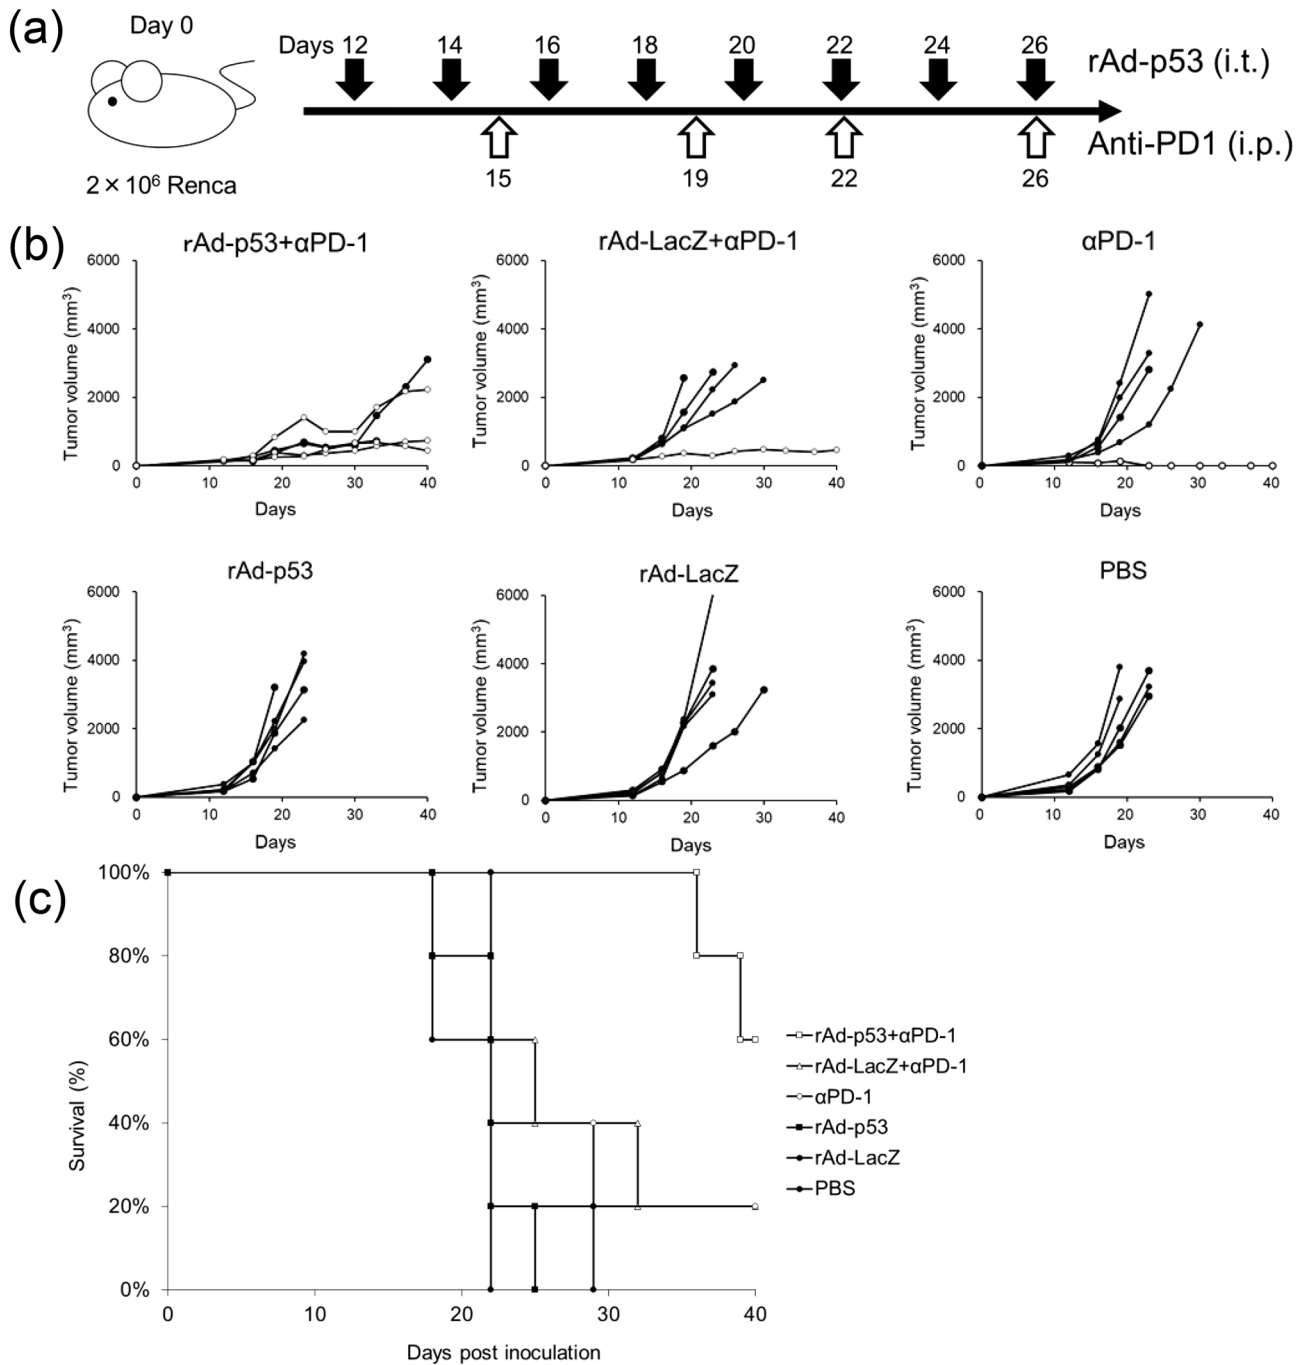 (a)
Day 0
2×10⁶ Renca
Days 12 14 16 18 20 22 24 26
rAd-p53 (i.t.)
Anti-PD1 (i.p.)
15 19 22 26
(b)
rAd-p53+αPD-1
Tumor volume (mm³)
6000
4000
2000
0
0 10 20 30 40
Days
rAd-LacZ+αPD-1
Tumor volume (mm³)
6000
4000
2000
0
0 10 20 30 40
Days
αPD-1
Tumor volume (mm³)
6000
4000
2000
0
0 10 20 30 40
Days
rAd-p53
Tumor volume (mm³)
6000
4000
2000
0
0 10 20 30 40
Days
rAd-LacZ
Tumor volume (mm³)
6000
4000
2000
0
0 10 20 30 40
Days
PBS
Tumor volume (mm³)
6000
4000
2000
0
0 10 20 30 40
Days
(c)
Survival (%)
100%
80%
60%
40%
20%
0%
0 10 20 30 40
Days post inoculation
rAd-p53+αPD-1
rAd-LacZ+αPD-1
αPD-1
rAd-p53
rAd-LacZ
PBS